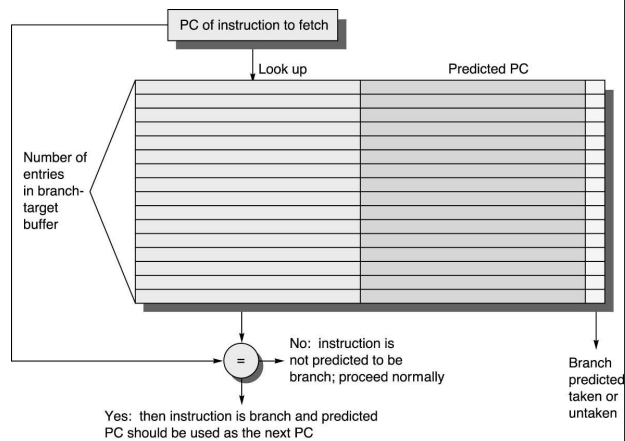 PC of instruction to fetch
Look up
Predicted PC
Number of
entries
in branch-
target
buffer
=
No: instruction is
not predicted to be
branch; proceed normally
Branch
predicted
taken or
untaken
Yes: then instruction is branch and predicted
PC should be used as the next PC